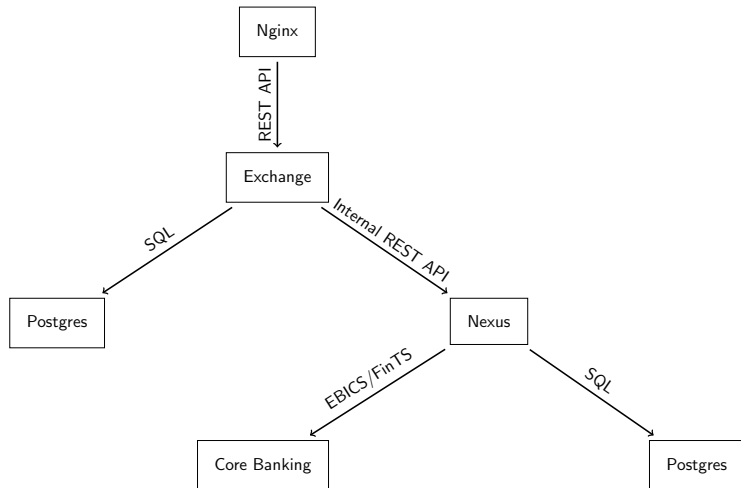 Nginx
REST API
Exchange
SQL
Internal REST API
Postgres
Nexus
EBICS/FinTS
SQL
Core Banking
Postgres